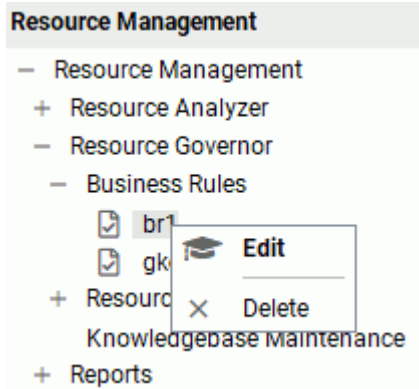 Resource Management
Resource Management
Resource Analyzer
Resource Governor
Business Rules
br1
Edit
Delete
Knowledgebase Maintenance
Reports